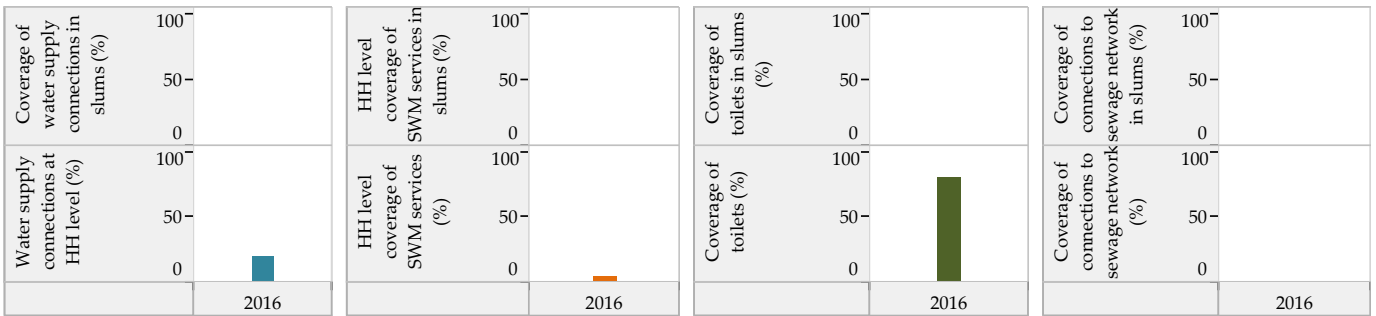 Coverage of
water supply
connections in
slums (%)
100
50
0
Water supply
connections at
HH level (%)
100
50
0
2016
HH level
coverage of
SWM services in
slums (%)
100
50
0
HH level
coverage of
SWM services
(%)
100
50
0
2016
Coverage of
toilets in slums
(%)
100
50
0
Coverage of
toilets (%)
100
50
0
2016
Coverage of
connections to
sewage network
in slums (%)
100
50
0
Coverage of
connections to
sewage network
(%)
100
50
0
2016